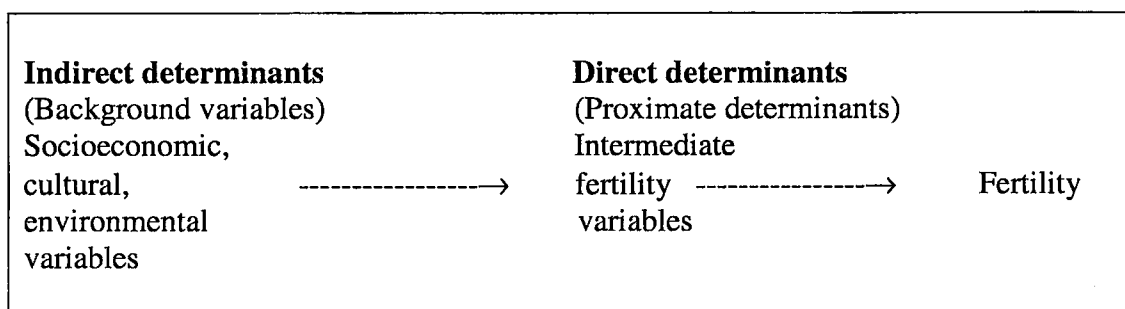 Indirect determinants Direct determinants
(Background variables) (Proximate determinants)
Socioeconomic, Intermediate
cultural, fertility Fertility
environmental variables
variables